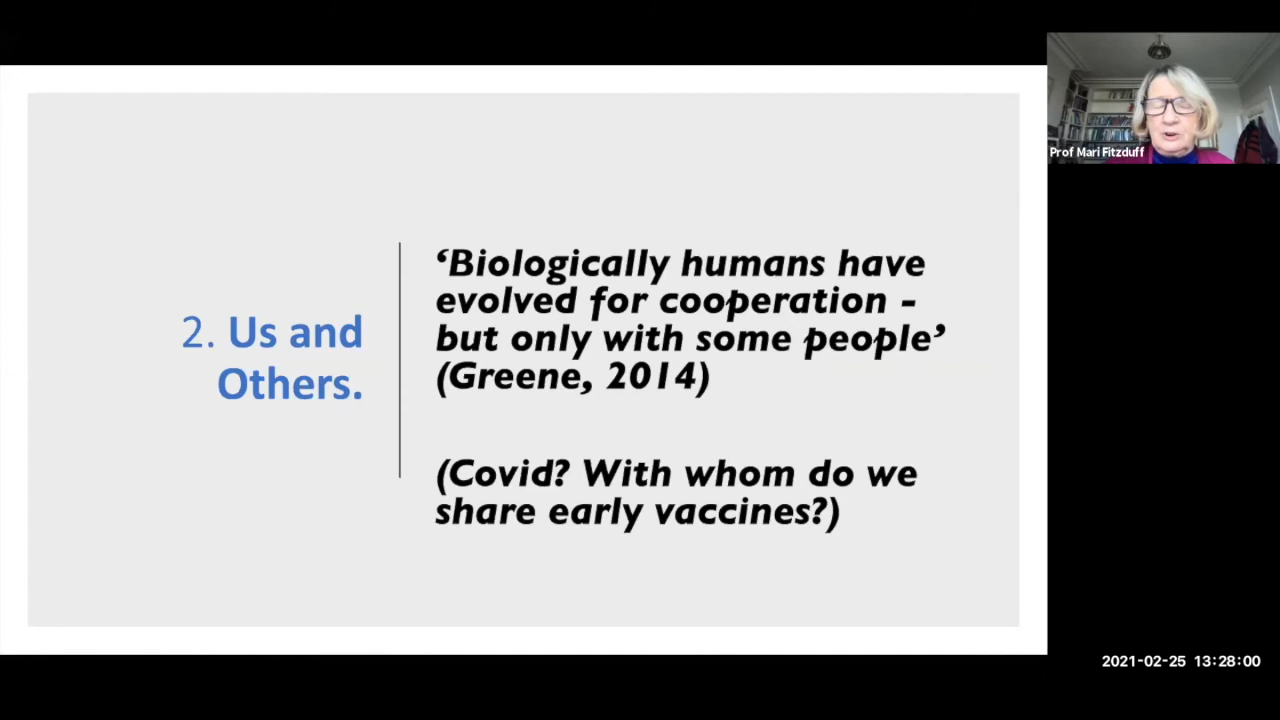 2. Us and
Others.
‘Biologically humans have
evolved for cooperation -
but only with some people’
(Greene, 2014)
(Covid? With whom do we
share early vaccines?)
Prof Mari Fitzduff
2021-02-25 13:28:00